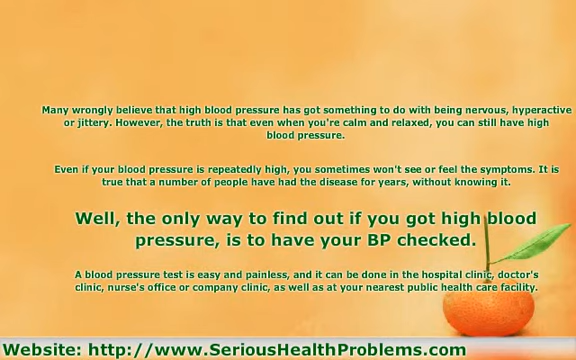 Many wrongly believe that high blood pressure has got something to do with being nervous, hyperactive
or jittery. However, the truth is that even when you're calm and relaxed, you can still have high
blood pressure.
Even if your blood pressure is repeatedly high, you sometimes won't see or feel the symptoms. It is
true that a number of people have had the disease for years, without knowing it.
Well, the only way to find out if you got high blood
pressure, is to have your BP checked.
A blood pressure test is easy and painless, and it can be done in the hospital clinic, doctor's
clinic, nurse's office or company clinic, as well as at your nearest public health care facility.
Website: http://www.SeriousHealthProblems.com